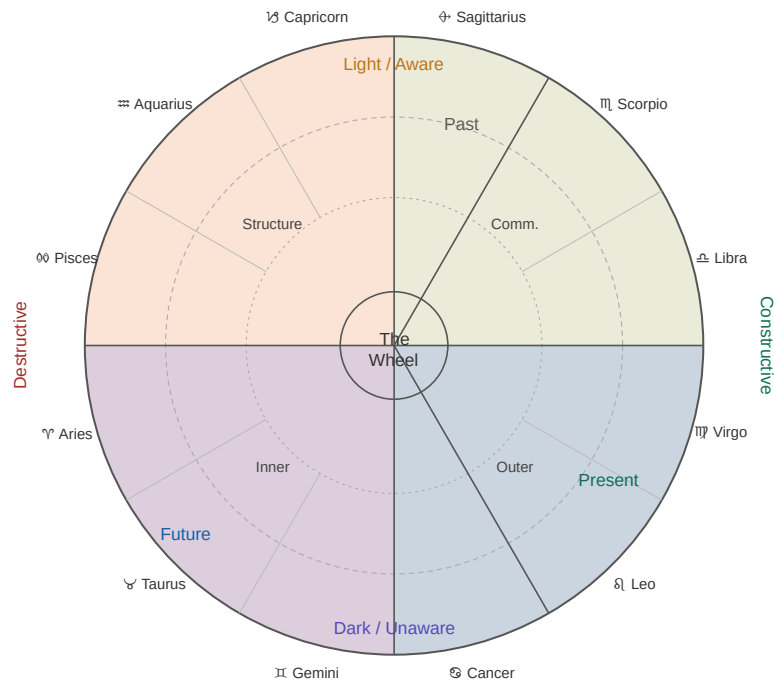 ♑ Capricorn
♐ Sagittarius
Light / Aware
♒ Aquarius
♏ Scorpio
Past
Structure
Comm.
♓ Pisces
♎ Libra
Destructive
Constructive
The
Wheel
♈ Aries
♍ Virgo
Inner
Outer
Present
Future
♉ Taurus
♌ Leo
Dark / Unaware
♊ Gemini
♋ Cancer